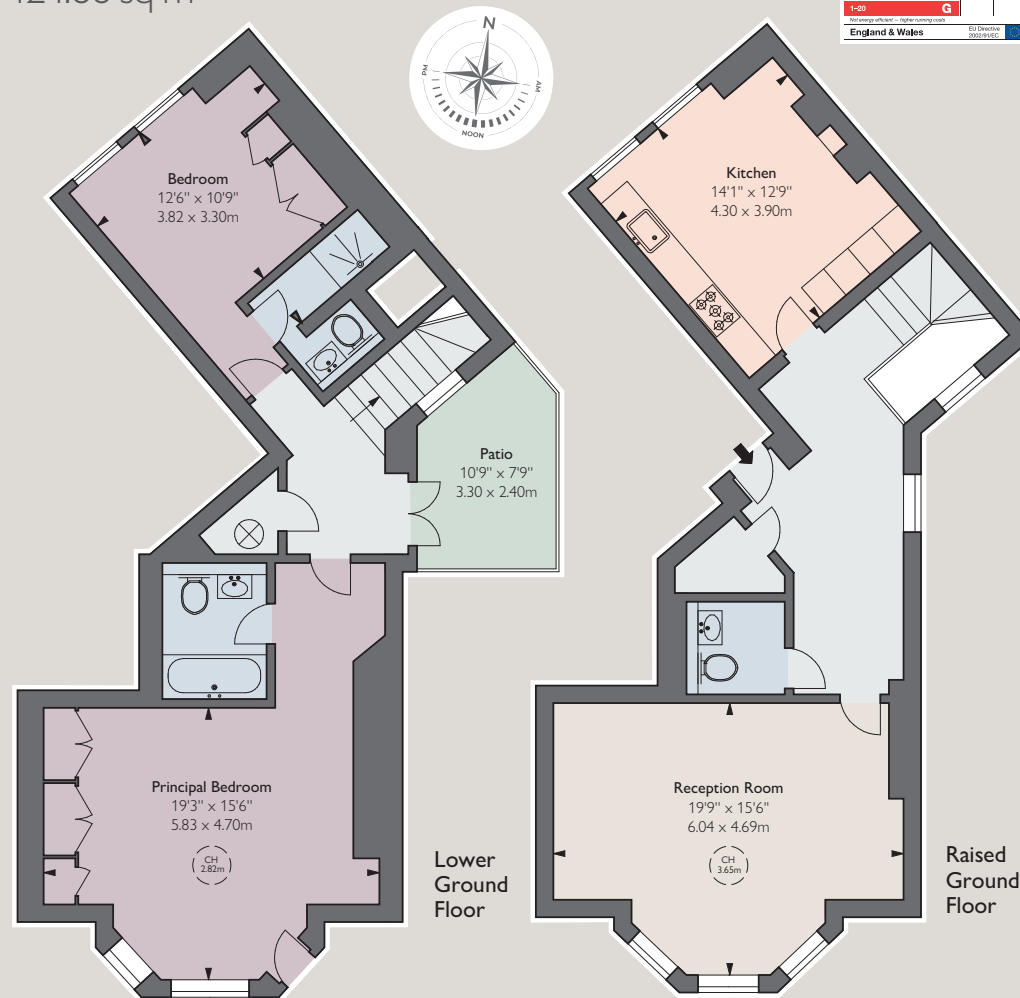 1-20 G
Not energy efficient – higher running costs
England & Wales
EU Directive
2002/91/EC
N
PM
AM
NOON
Bedroom
12'6" x 10'9"
3.82 x 3.30m
Kitchen
14'1" x 12'9"
4.30 x 3.90m
Patio
10'9" x 7'9"
3.30 x 2.40m
Principal Bedroom
19'3" x 15'6"
5.83 x 4.70m
CH
2.82m
Lower
Ground
Floor
Reception Room
19'9" x 15'6"
6.04 x 4.69m
CH
3.65m
Raised
Ground
Floor